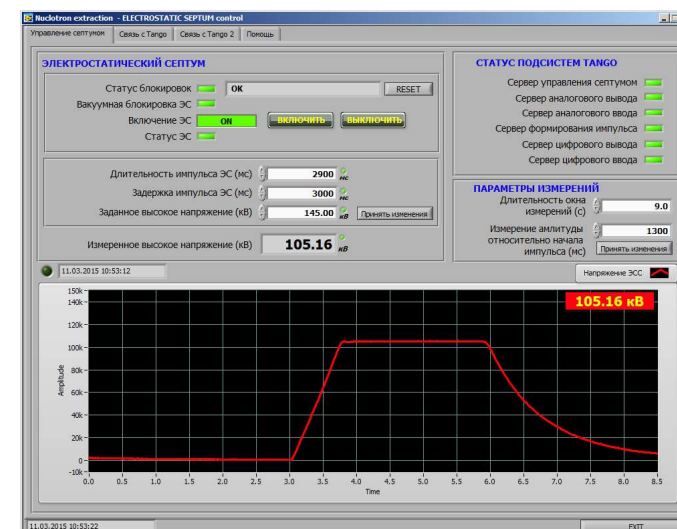 Nuclotron extraction - ELECTROSTATIC SEPTUM control
Управление септумом Связь с Tango Связь с Tango 2 Помощь
ЭЛЕКТРОСТАТИЧЕСКИЙ СЕПТУМ
Статус блокировок OK RESET
Вакуумная блокировка ЭС
Включение ЭС ON ВКЛЮЧИТЬ ВЫКЛЮЧИТЬ
Статус ЭС
Длительность импульса ЭС (мс) 2900 мс
Задержка импульса ЭС (мс) 3000 мс
Заданное высокое напряжение (кВ) 145.00 кВ Принять изменения
Измеренное высокое напряжение (кВ) 105.16 кВ
СТАТУС ПОДСИСТЕМ TANGO
Сервер управления септумом
Сервер аналогового вывода
Сервер аналогового ввода
Сервер формирования импульса
Сервер цифрового вывода
Сервер цифрового ввода
ПАРАМЕТРЫ ИЗМЕРЕНИЙ
Длительность окна
измерений (с) 9.0
Измерение амлитуды
относительно начала
импульса (мс) 1300
Принять изменения
11.03.2015 10:53:12
Напряжение ЭСС
105.16 кВ
150k
140k
120k
100k
80k
60k
40k
20k
0
-10k
Amplitude
0.0 0.5 1.0 1.5 2.0 2.5 3.0 3.5 4.0 4.5 5.0 5.5 6.0 6.5 7.0 7.5 8.0 8.5
Time
11.03.2015 10:53:22 EXIT